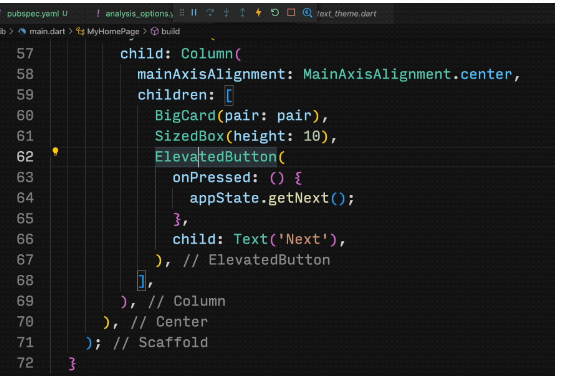 pubspec.yaml U ! analysis_options.y text_theme.dart
ib > main.dart > MyHomePage > build
57 child: Column(
58 mainAxisAlignment: MainAxisAlignment.center,
59 children: [
60 BigCard(pair: pair),
61 SizedBox(height: 10),
62 ElevatedButton(
63 onPressed: () {
64 appState.getNext();
65 },
66 child: Text('Next'),
67 ), // ElevatedButton
68 ],
69 ), // Column
70 ), // Center
71 ); // Scaffold
72 }